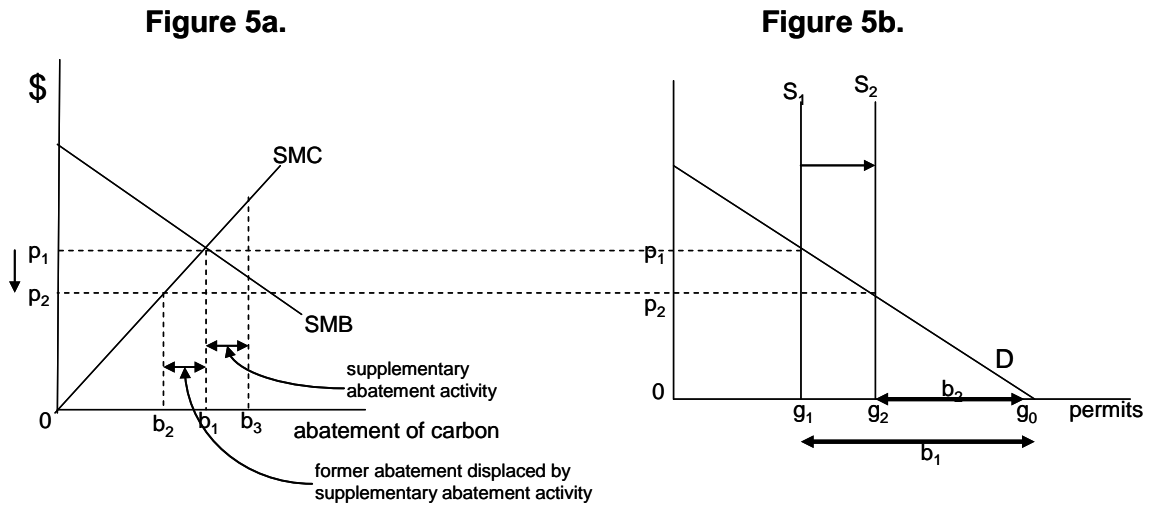 Figure 5a.
$
SMC
p₁
p₂
SMB
supplementary
abatement activity
0
b₂
b₁
b₃
abatement of carbon
former abatement displaced by
supplementary abatement activity
Figure 5b.
S₁
S₂
p₁
p₂
D
0
b₂
g₁
g₂
g₀
permits
b₁